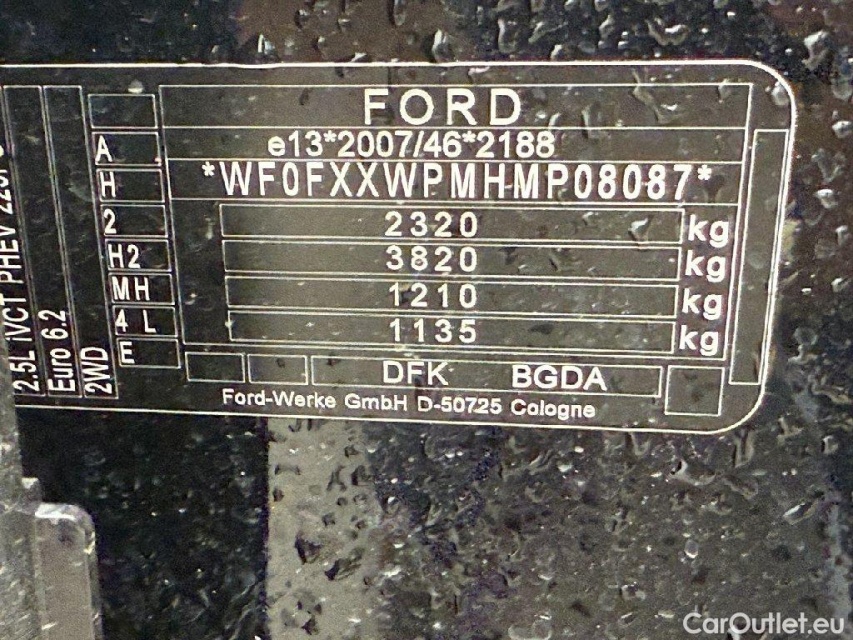 FORD
A
e13*2007/46*2188
H
*WF0FXXWPMHMP08087*
2
2320 kg
H2
3820 kg
MH
1210 kg
4 L
1135 kg
E
DFK BGDA
Ford-Werke GmbH D-50725 Cologne
2.5L iVCT PHEV
Euro 6.2
2WD
CarOutlet.eu